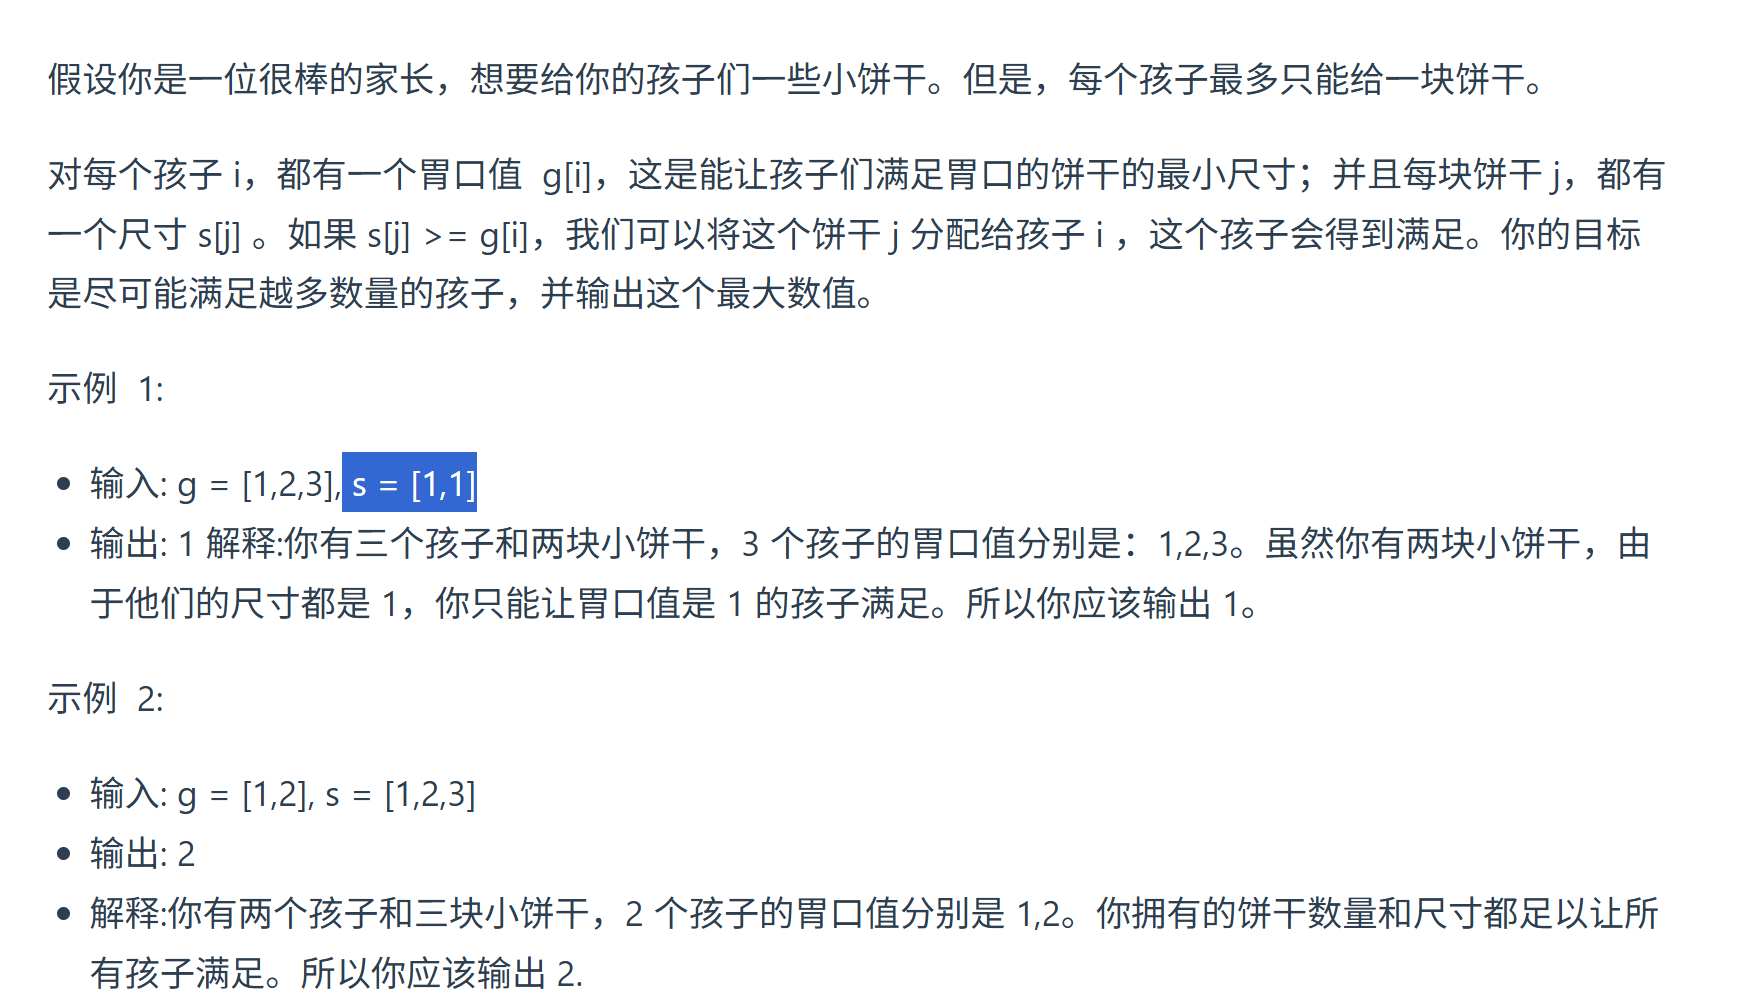 假设你是一位很棒的家长，想要给你的孩子们一些小饼干。但是，每个孩子最多只能给一块饼干。
对每个孩子 i，都有一个胃口值  g[i]，这是能让孩子们满足胃口的饼干的最小尺寸；并且每块饼干 j，都有
一个尺寸 s[j] 。如果 s[j] >= g[i]，我们可以将这个饼干 j 分配给孩子 i ，这个孩子会得到满足。你的目标
是尽可能满足越多数量的孩子，并输出这个最大数值。
示例  1:
• 输入: g = [1,2,3], s = [1,1]
• 输出: 1 解释:你有三个孩子和两块小饼干，3 个孩子的胃口值分别是：1,2,3。虽然你有两块小饼干，由
于他们的尺寸都是 1，你只能让胃口值是 1 的孩子满足。所以你应该输出 1。
示例  2:
• 输入: g = [1,2], s = [1,2,3]
• 输出: 2
• 解释:你有两个孩子和三块小饼干，2 个孩子的胃口值分别是 1,2。你拥有的饼干数量和尺寸都足以让所
有孩子满足。所以你应该输出 2.